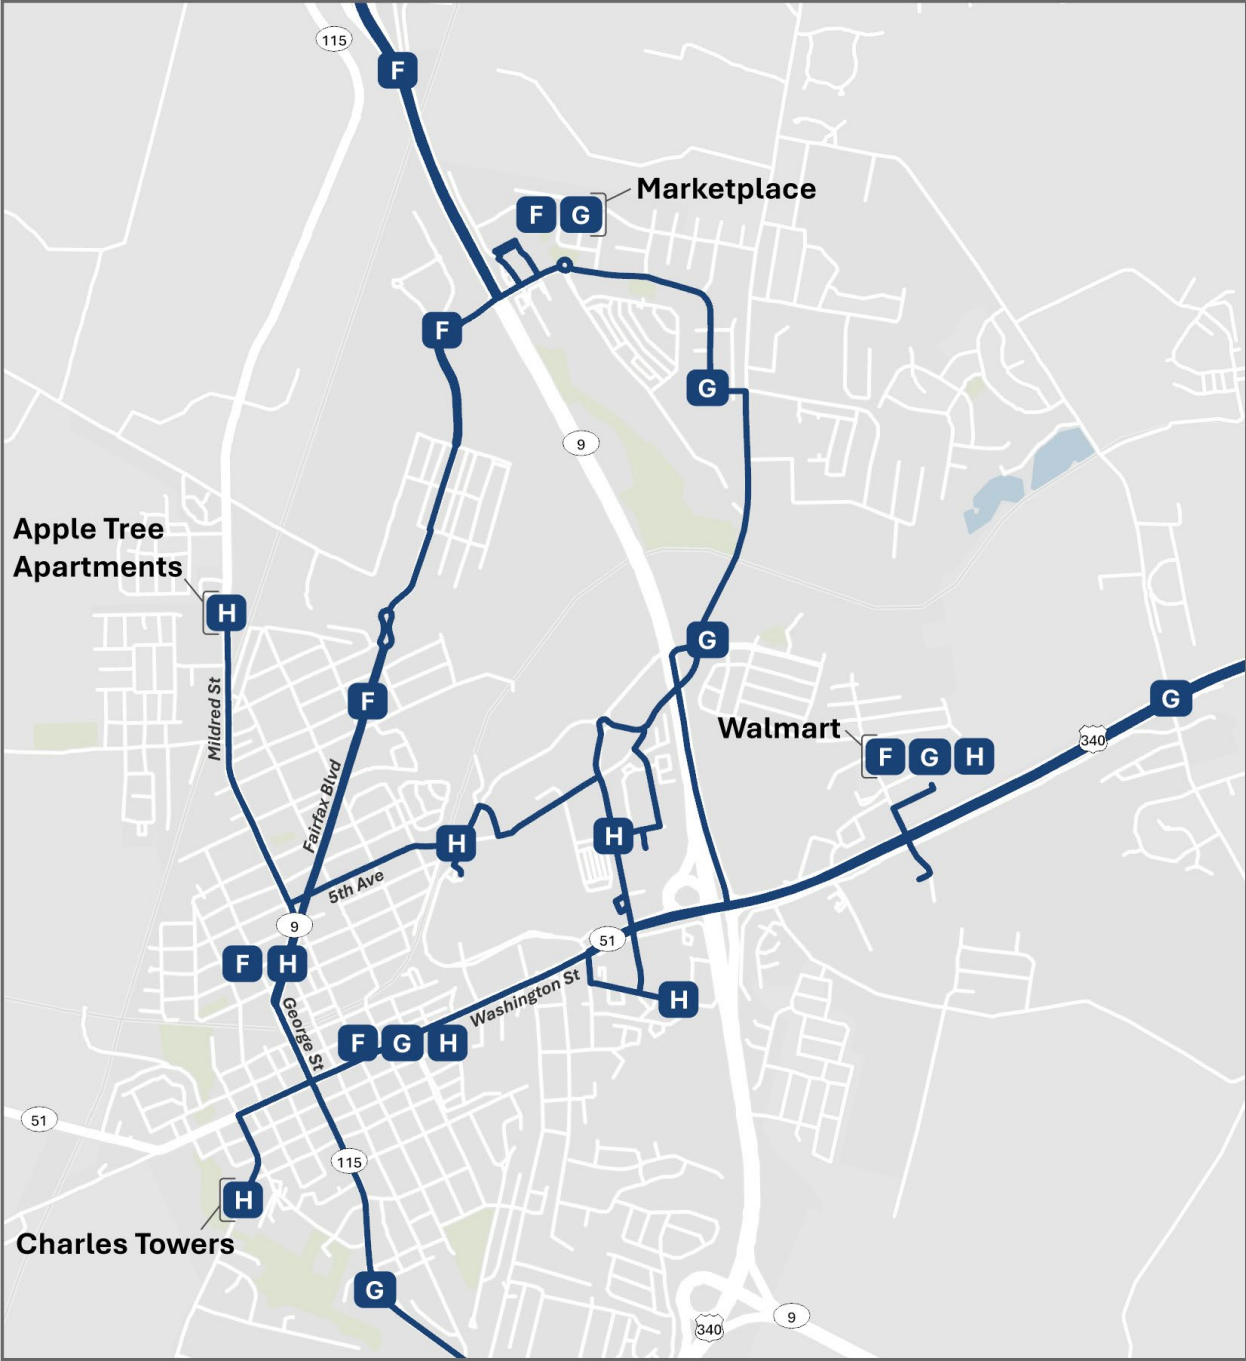 115
F
F G
Marketplace
F
G
9
Apple Tree
Apartments
H
G
Mildred St
F
G
Walmart
F G H
340
Fairfax Blvd
H
H
5th Ave
9
F H
51
Washington St
H
George St
F G H
51
115
H
Charles Towers
G
340
9